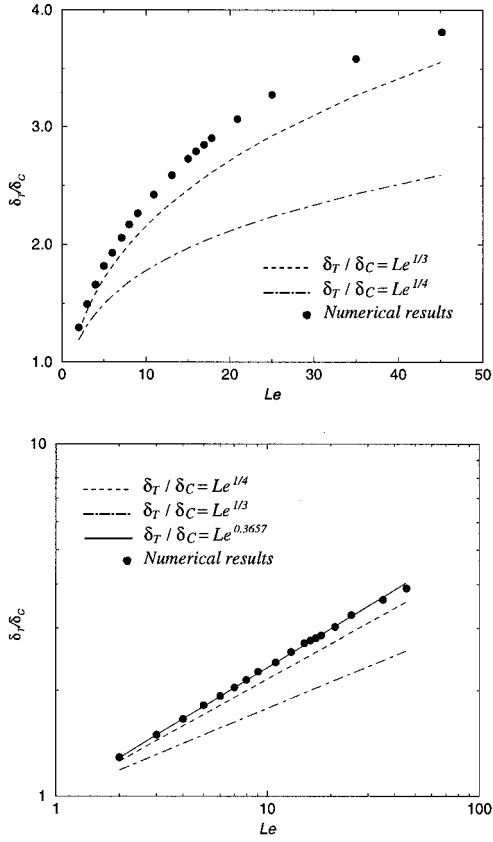 4.0
3.0
δT/δC
2.0
δT / δC = Le^1/3
δT / δC = Le^1/4
Numerical results
1.0
0 10 20 30 40 50
Le
10
δT / δC = Le^1/4
δT / δC = Le^1/3
δT / δC = Le^0.3657
Numerical results
δT/δC
1
1 10 100
Le